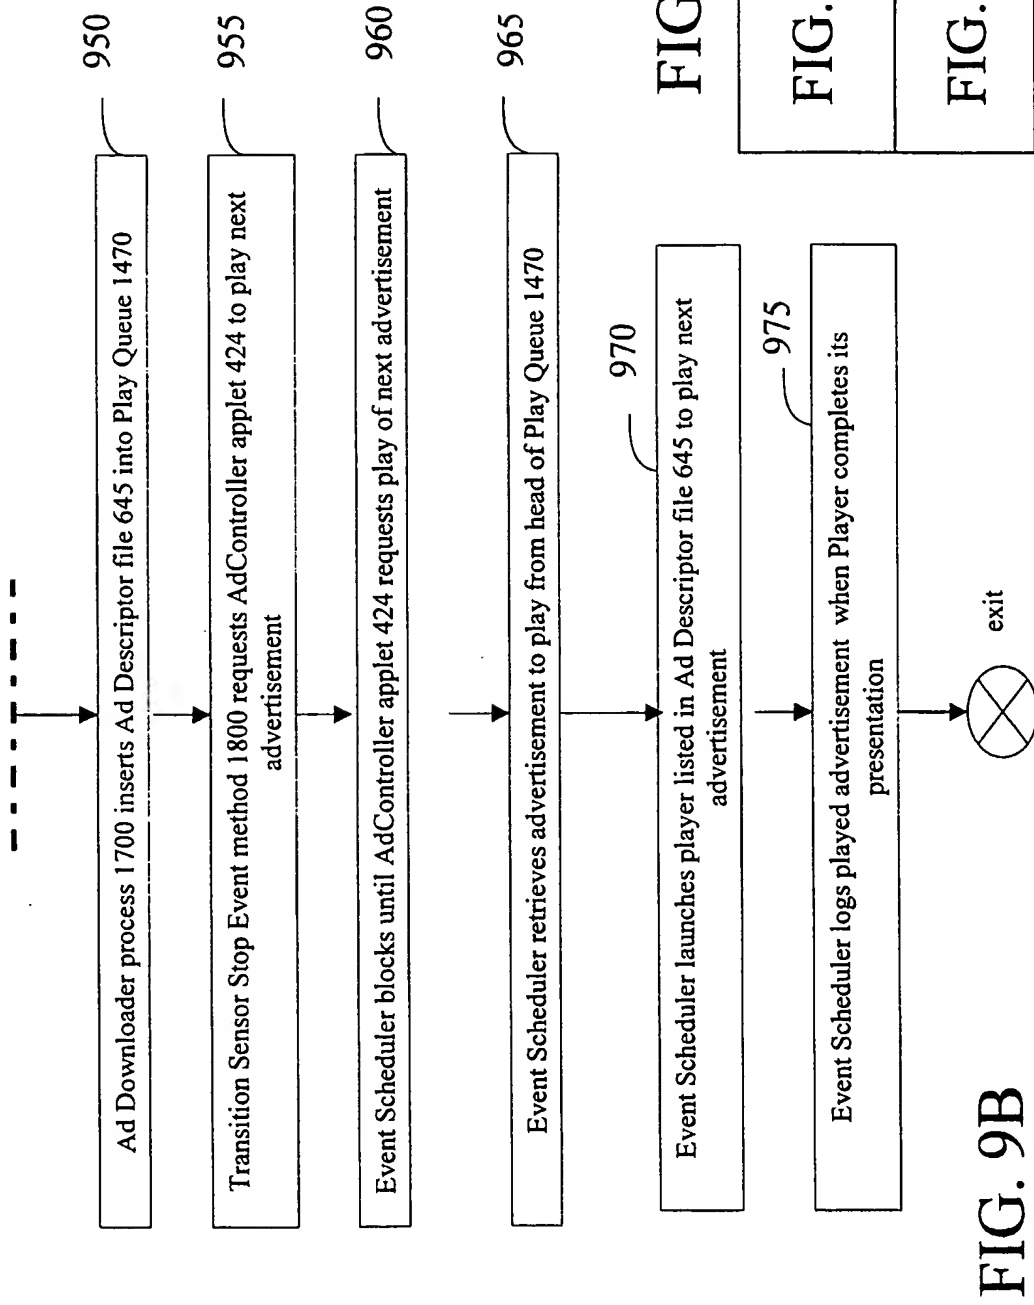 950
Ad Downloader process 1700 inserts Ad Descriptor file 645 into Play Queue 1470
955
Transition Sensor Stop Event method 1800 requests AdController applet 424 to play next
advertisement
960
Event Scheduler blocks until AdController applet 424 requests play of next advertisement
965
Event Scheduler retrieves advertisement to play from head of Play Queue 1470
970
Event Scheduler launches player listed in Ad Descriptor file 645 to play next
advertisement
975
Event Scheduler logs played advertisement when Player completes its
presentation
exit
FIG. 9B
FIG
FIG.
FIG.